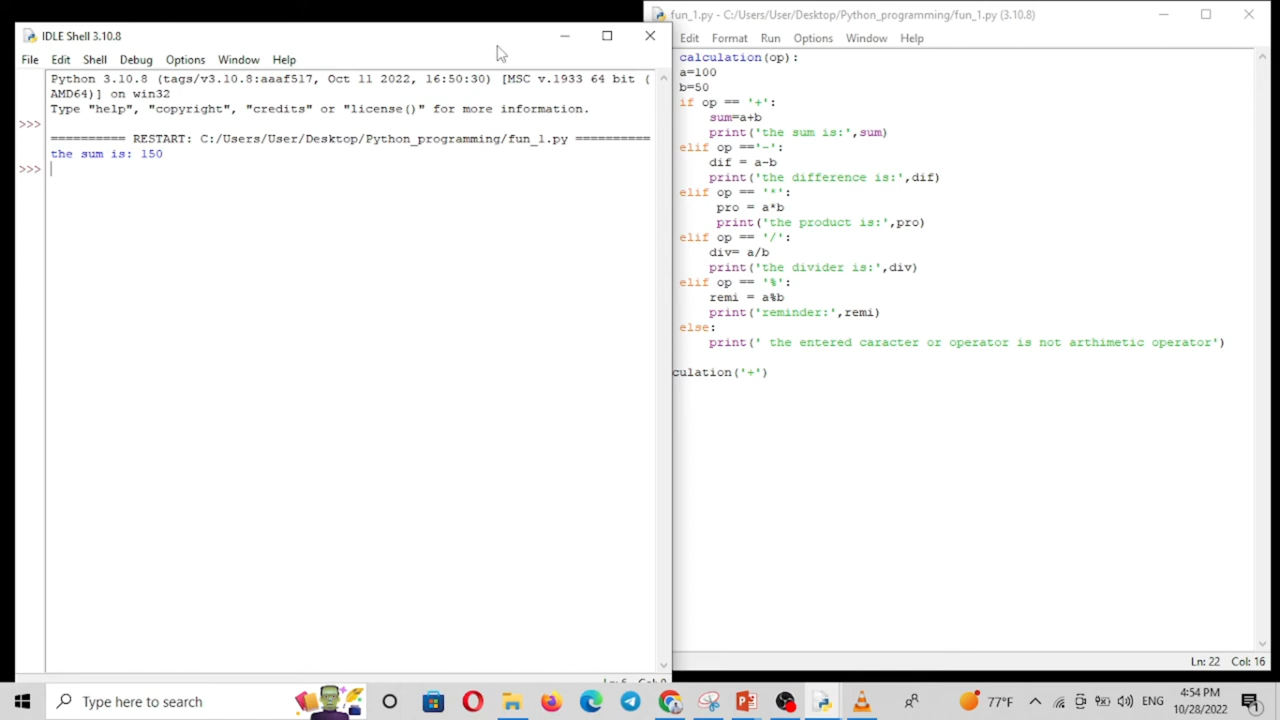 IDLE Shell 3.10.8
File Edit Shell Debug Options Window Help
Python 3.10.8 (tags/v3.10.8:aaaf517, Oct 11 2022, 16:50:30) [MSC v.1933 64 bit (
AMD64)] on win32
Type "help", "copyright", "credits" or "license()" for more information.
>>>
========== RESTART: C:/Users/User/Desktop/Python_programming/fun_1.py ==========
the sum is: 150
>>>
fun_1.py - C:/Users/User/Desktop/Python_programming/fun_1.py (3.10.8)
Edit Format Run Options Window Help
calculation(op):
a=100
b=50
if op == '+':
sum=a+b
print('the sum is:',sum)
elif op =='-':
dif = a-b
print('the difference is:',dif)
elif op == '*':
pro = a*b
print('the product is:',pro)
elif op == '/':
div= a/b
print('the divider is:',div)
elif op == '%':
remi = a%b
print('reminder:',remi)
else:
print(' the entered caracter or operator is not arthimetic operator')
culation('+')
Ln: 22 Col: 16
Type here to search
77°F
ENG
4:54 PM
10/28/2022
1